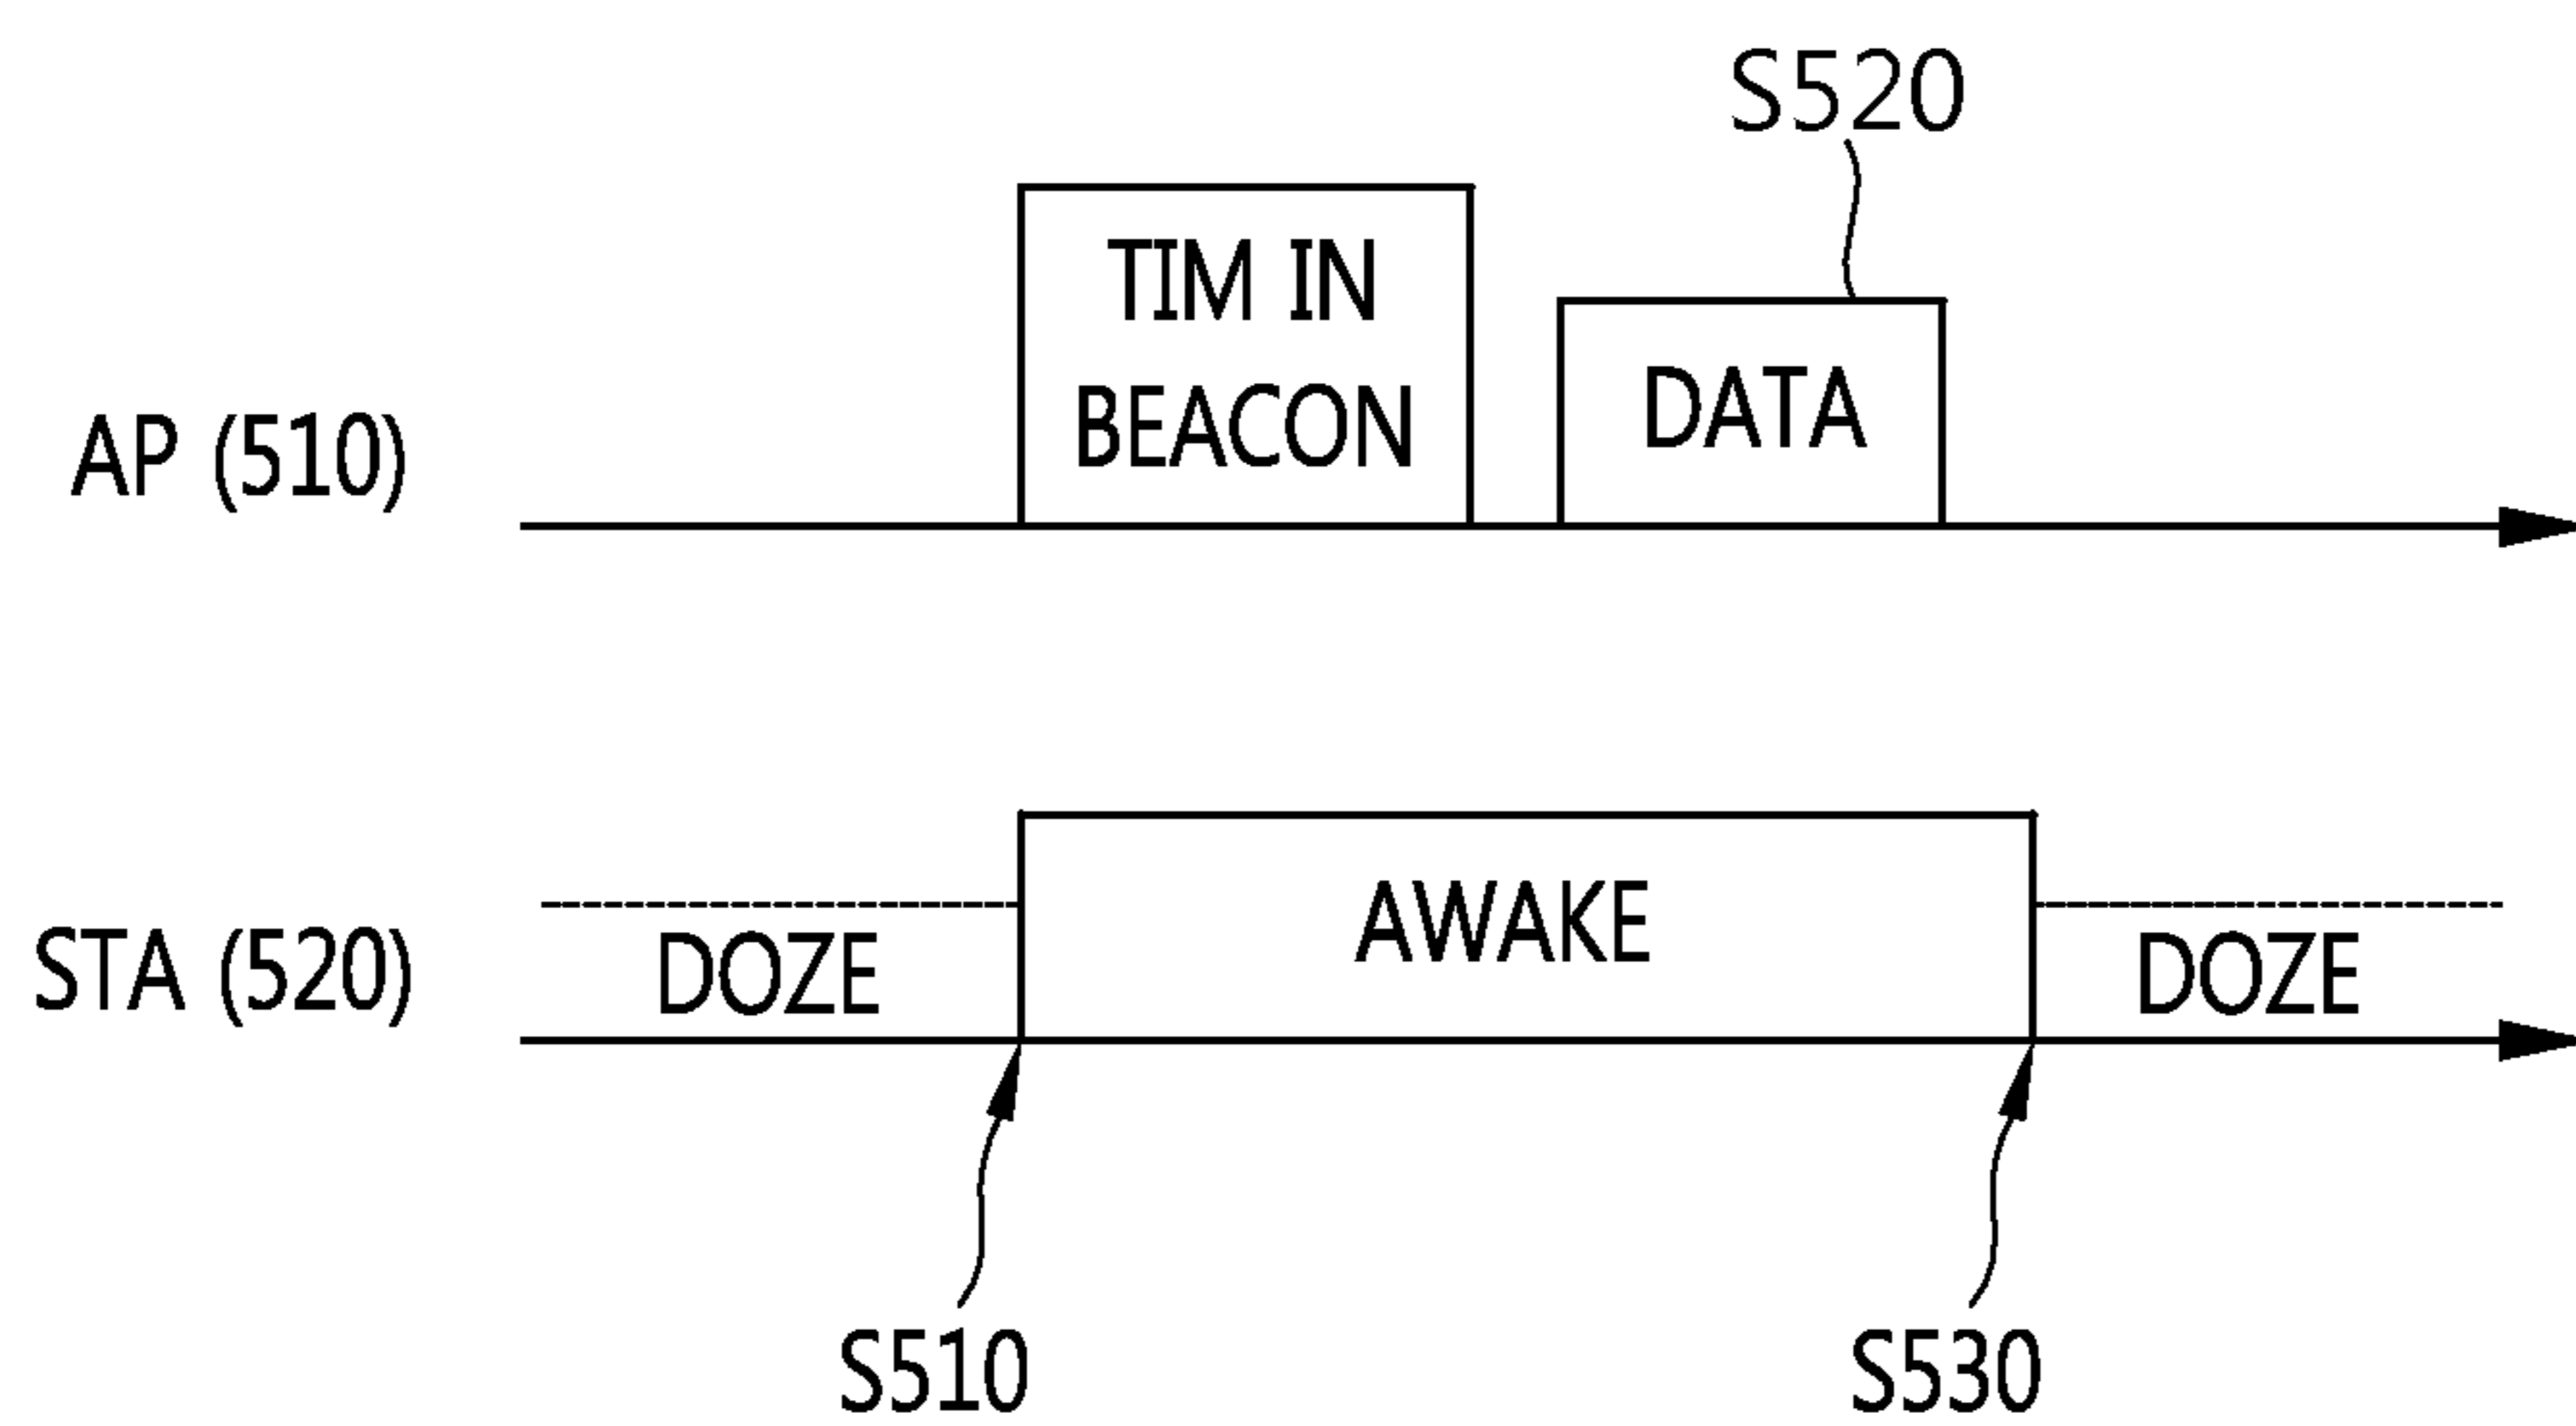 S520
TIM IN
BEACON
DATA
AP (510)
AWAKE
STA (520)
DOZE
DOZE
S510
S530